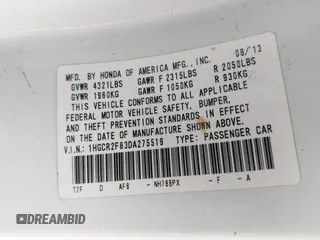 MFD. BY HONDA OF AMERICA MFG., INC. 08/13
GVWR 4321LBS GAWR F 2315LBS R 2050LBS
GVWR 1960KG GAWR F 1050KG R 930KG
THIS VEHICLE CONFORMS TO ALL APPLICABLE
FEDERAL MOTOR VEHICLE SAFETY, BUMPER,
AND THEFT PREVENTION STANDARDS IN EFFECT ON THE
DATE OF MANUFACTURE SHOWN ABOVE.
V.I.N.: 1HGCR2F83DA275519 TYPE: PASSENGER CAR
T2F D AF8 - NH788PX - F - A
DREAMBID